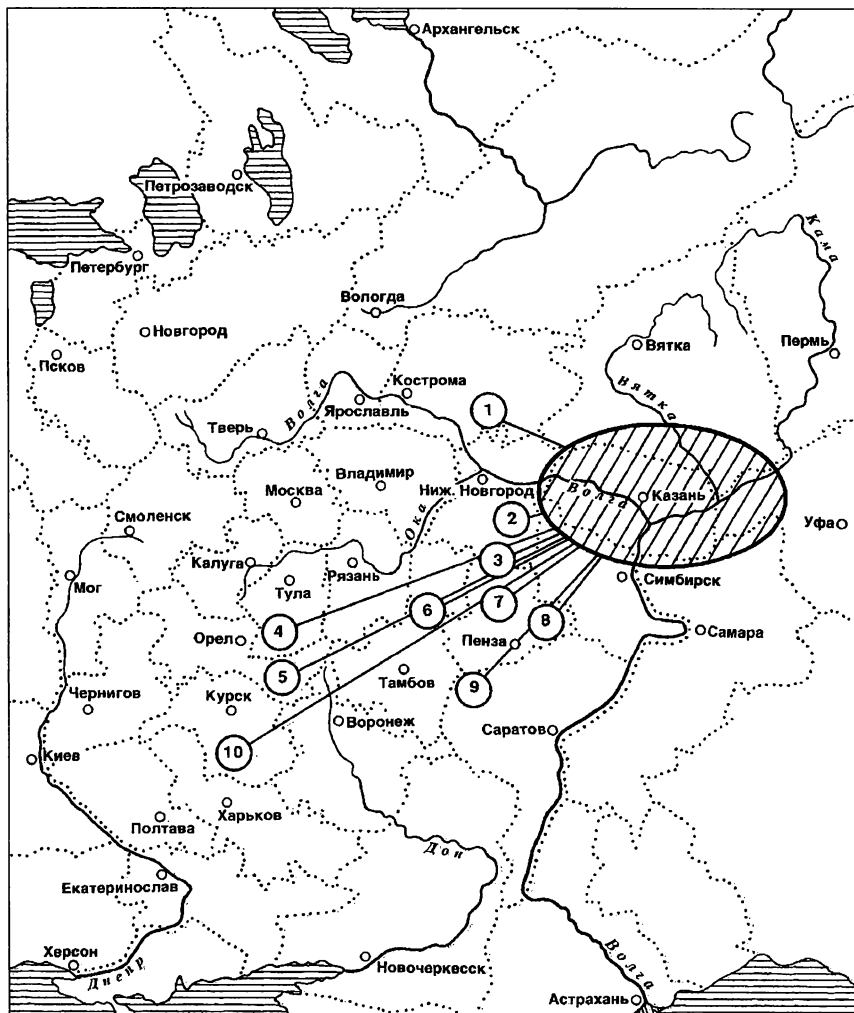 Архангельск
Петрозаводск
Кама
Петербург
Вологда
Новгород
Вятка
Пермь
Псков
Кострома
Вятка
Волга
Ярославль
1
Тверь
Владимир
Москва
Ниж. Новгород
Волга
Казань
Ока
2
Смоленск
Уфа
Калуга
Рязань
3
Мог
Тула
Симбирск
6
7
4
8
Орел
Пенза
Самара
5
Тамбов
9
Чернигов
Курск
Воронеж
Саратов
10
Киев
Харьков
Полтава
Дон
Екатеринослав
Херсон
Днепр
Новочеркесск
Волга
Астрахань